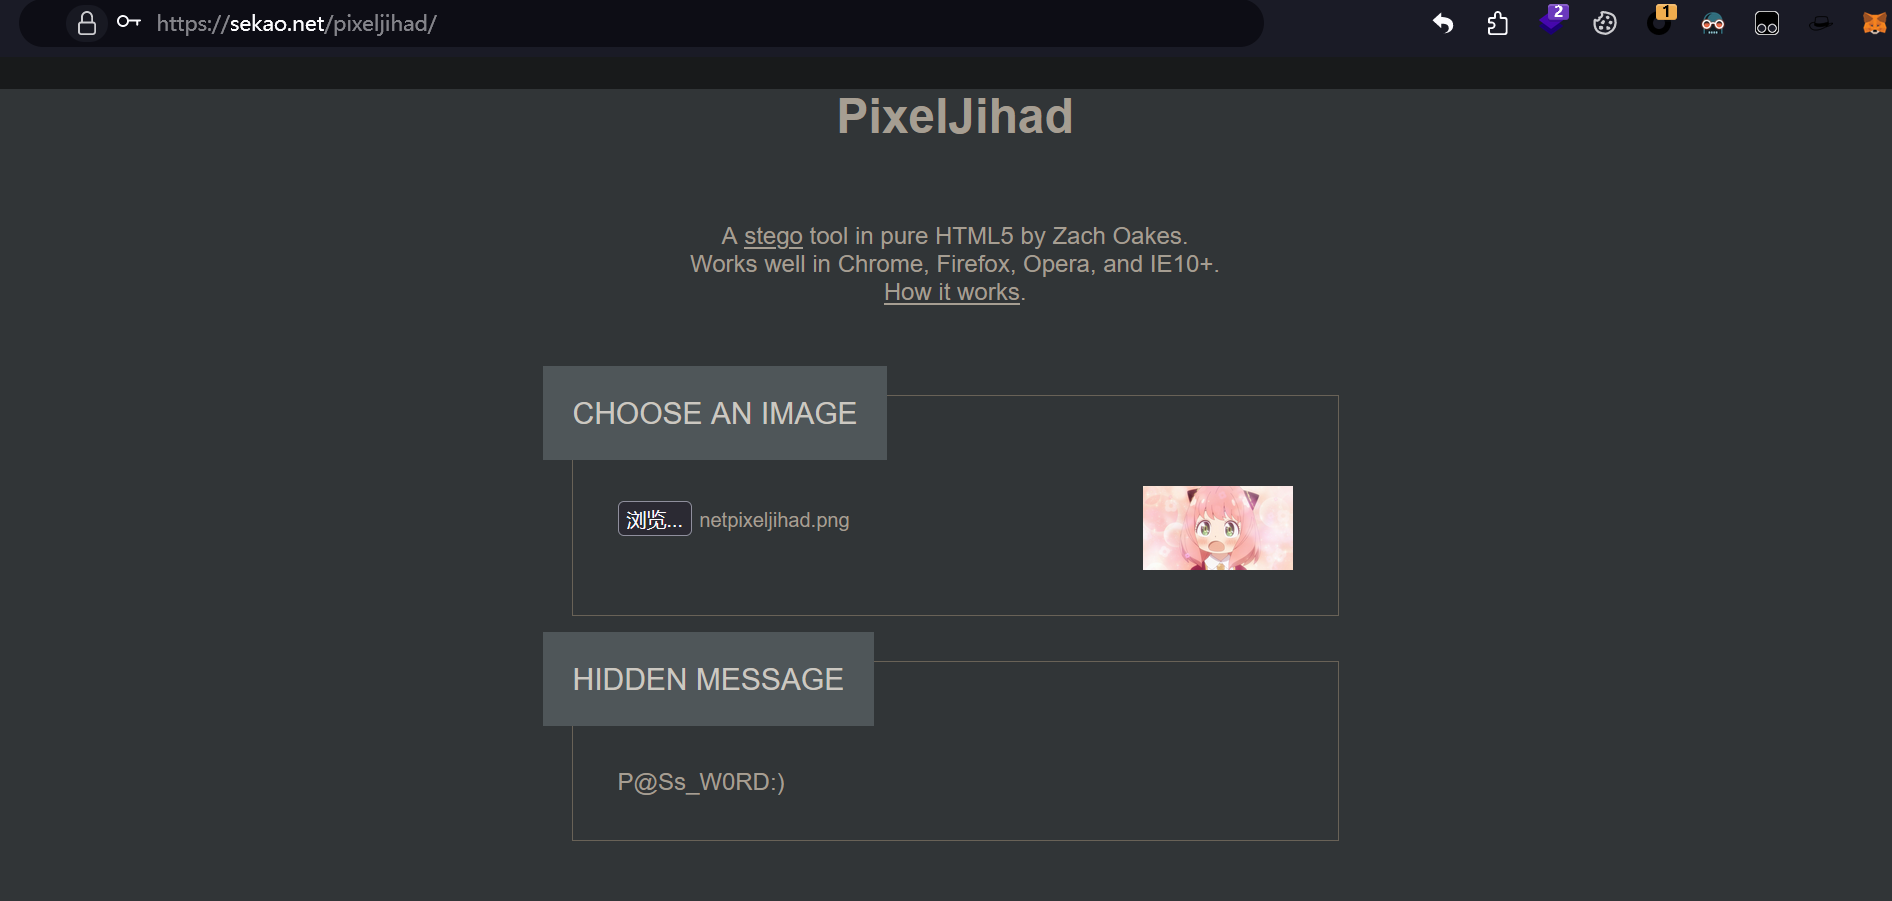 https://sekao.net/pixeljihad/
2
1
PixelJihad
A stego tool in pure HTML5 by Zach Oakes.
Works well in Chrome, Firefox, Opera, and IE10+.
How it works.
CHOOSE AN IMAGE
浏览... netpixeljihad.png
HIDDEN MESSAGE
P@Ss_W0RD:)